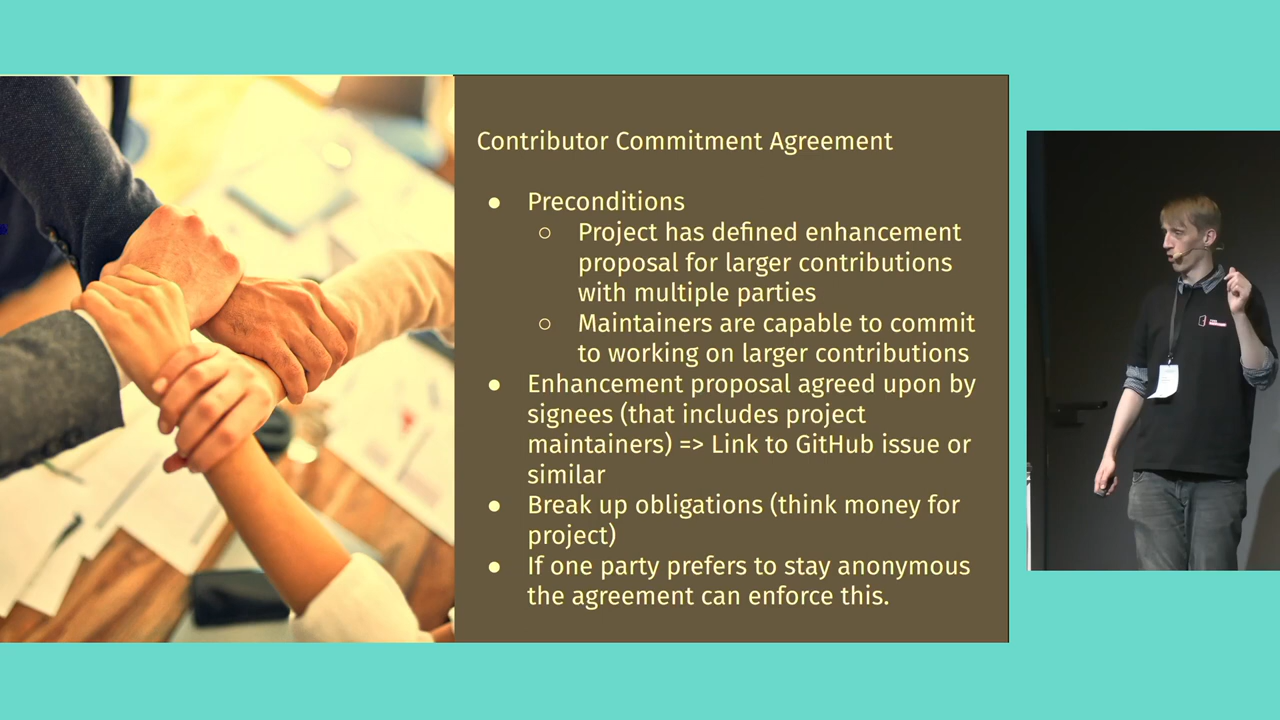 Contributor Commitment Agreement
● Preconditions
○ Project has defined enhancement
proposal for larger contributions
with multiple parties
○ Maintainers are capable to commit
to working on larger contributions
● Enhancement proposal agreed upon by
signees (that includes project
maintainers) => Link to GitHub issue or
similar
● Break up obligations (think money for
project)
● If one party prefers to stay anonymous
the agreement can enforce this.